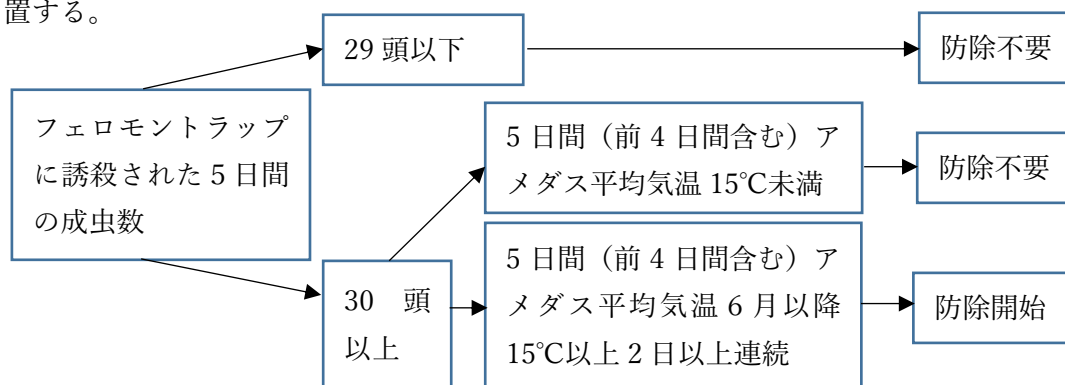 置する。
29 頭以下
防除不要
フェロモントラップ
に誘殺された 5 日間
の成虫数
5 日間（前 4 日間含む）ア
メダス平均気温 15℃未満
防除不要
30 頭
以上
5 日間（前 4 日間含む）ア
メダス平均気温 6 月以降
15℃以上 2 日以上連続
防除開始